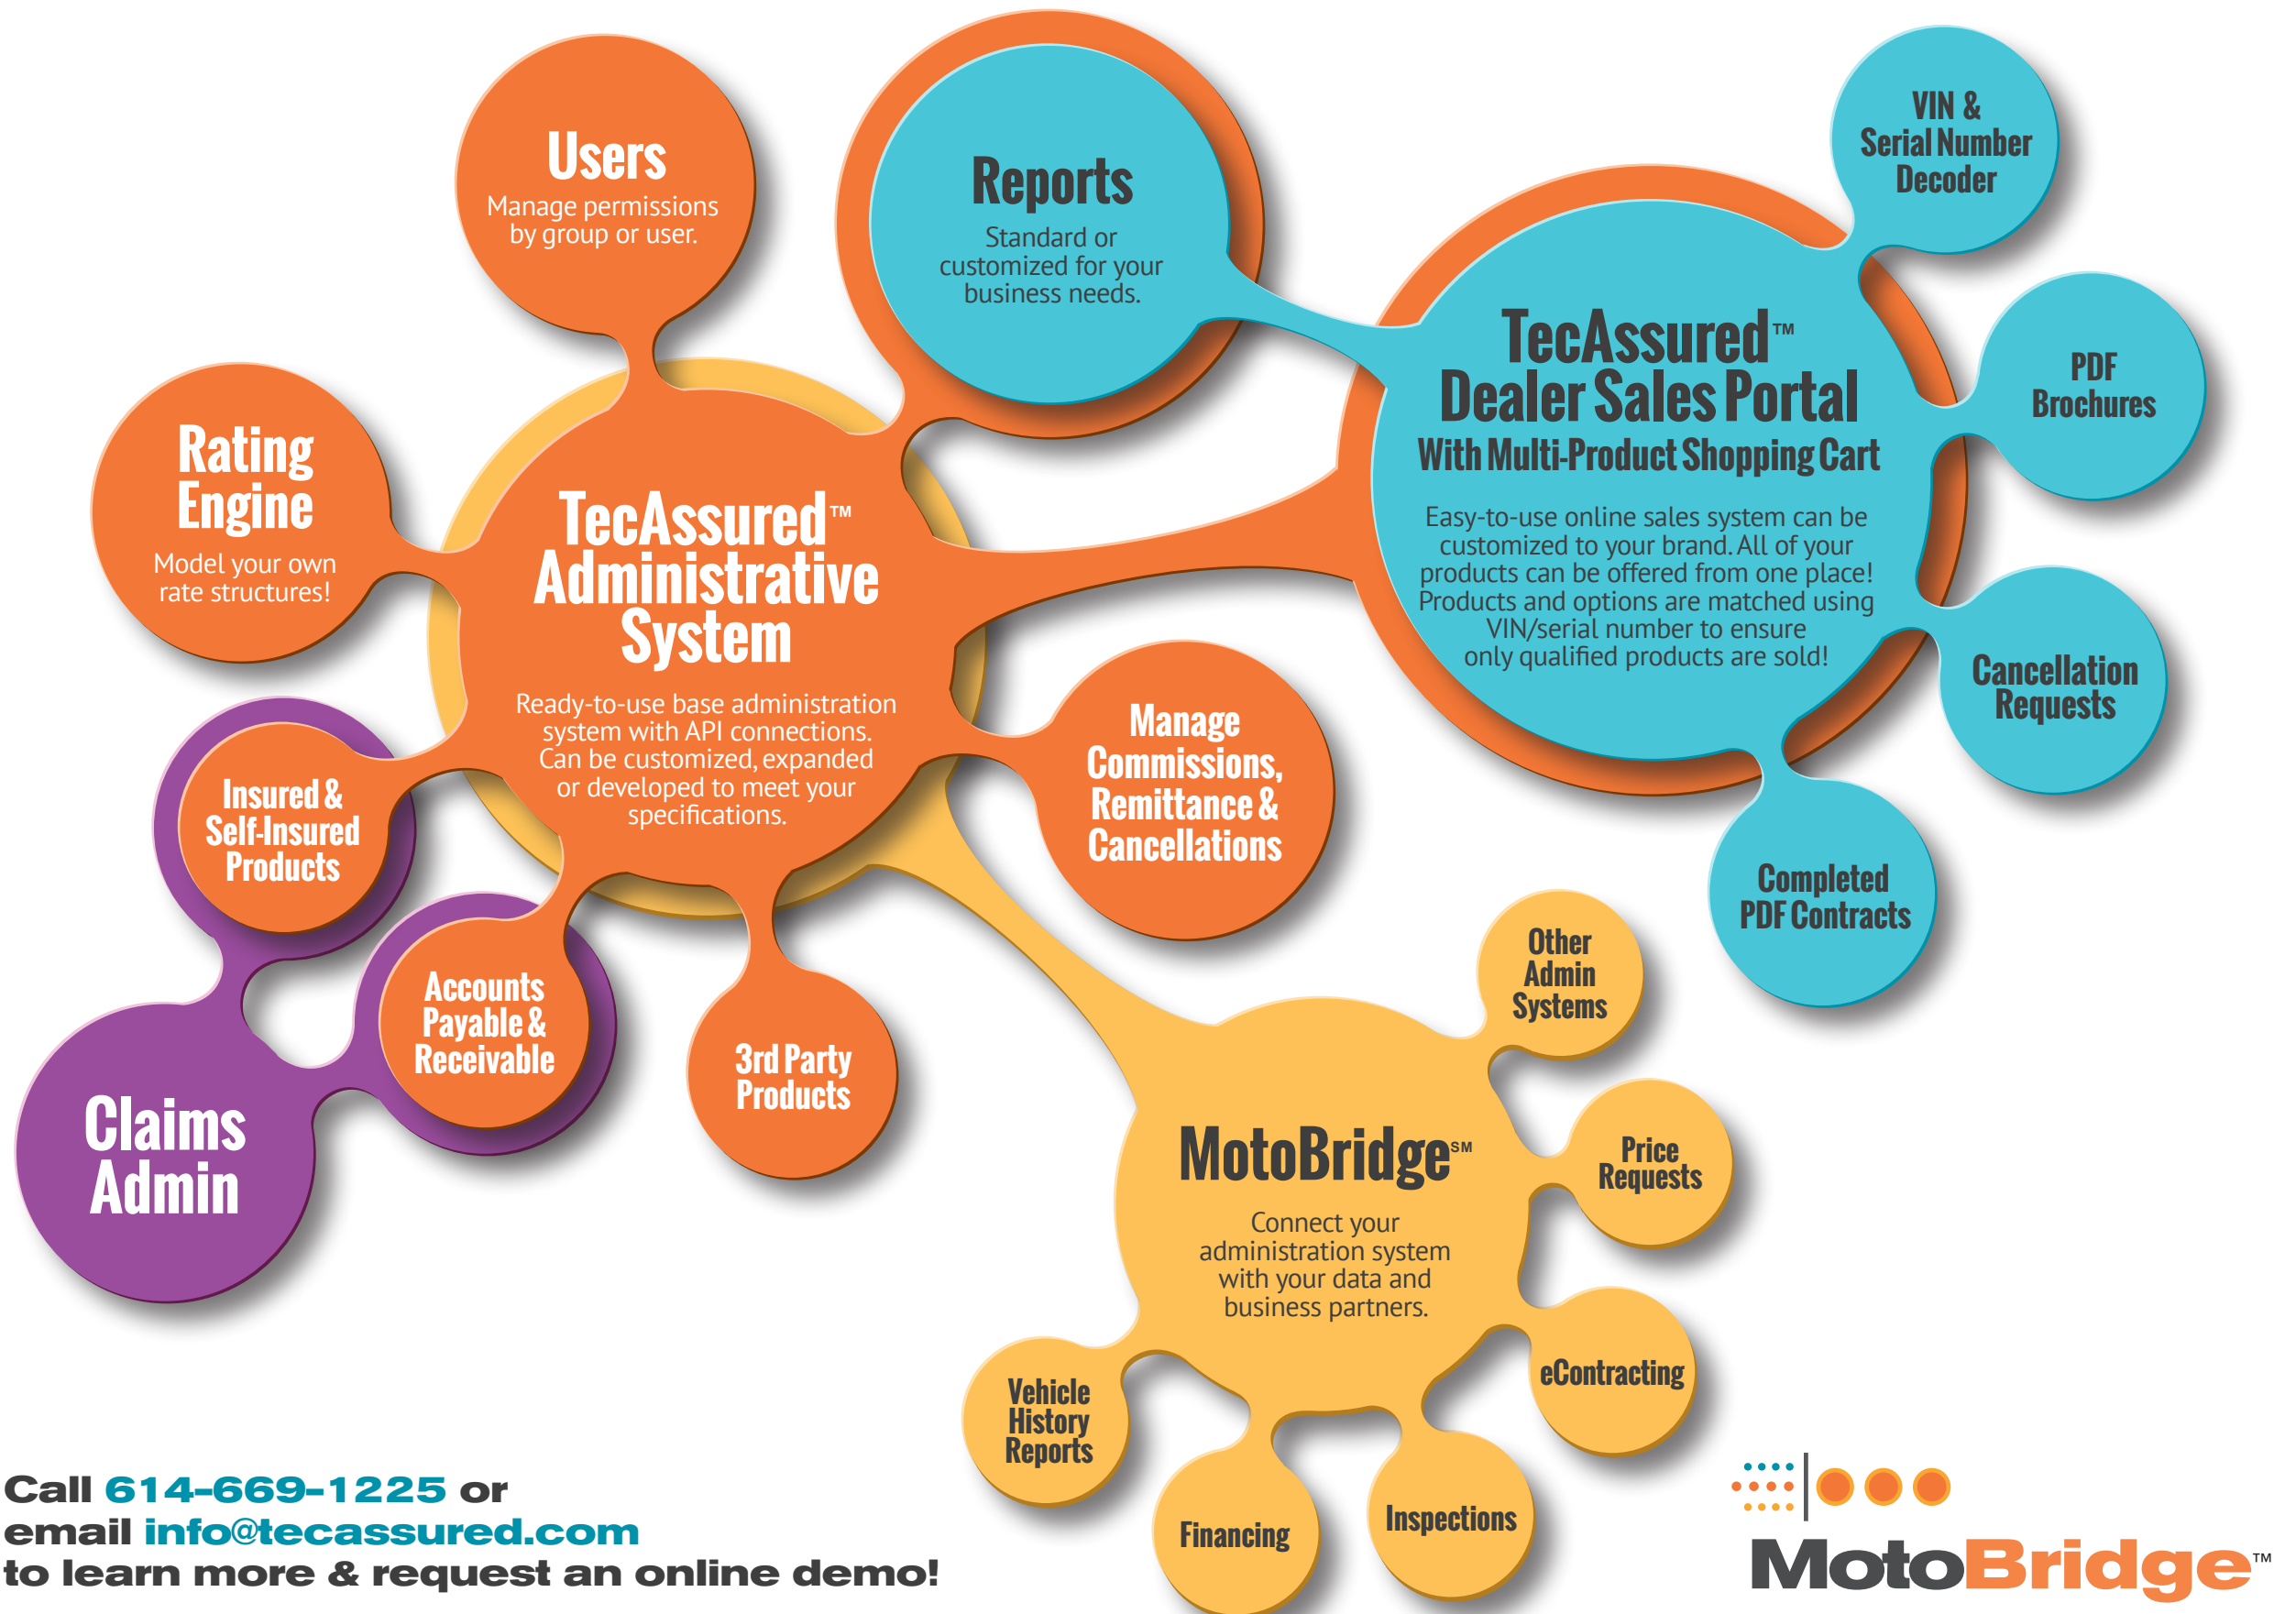 Users
Manage permissions
by group or user.
Reports
Standard or
customized for your
business needs.
VIN &
Serial Number
Decoder
PDF
Brochures
TecAssured™
Dealer Sales Portal
With Multi-Product Shopping Cart
Easy-to-use online sales system can be
customized to your brand. All of your
products can be offered from one place!
Products and options are matched using
VIN/serial number to ensure
only qualified products are sold!
Cancellation
Requests
Completed
PDF Contracts
Rating
Engine
Model your own
rate structures!
TecAssured™
Administrative
System
Ready-to-use base administration
system with API connections.
Can be customized, expanded
or developed to meet your
specifications.
Manage
Commissions,
Remittance &
Cancellations
Insured &
Self-Insured
Products
Accounts
Payable &
Receivable
3rd Party
Products
Claims
Admin
Other
Admin
Systems
Price
Requests
MotoBridge℠
Connect your
administration system
with your data and
business partners.
eContracting
Vehicle
History
Reports
Financing
Inspections
Call 614-669-1225 or
email info@tecassured.com
to learn more & request an online demo!
MotoBridge™